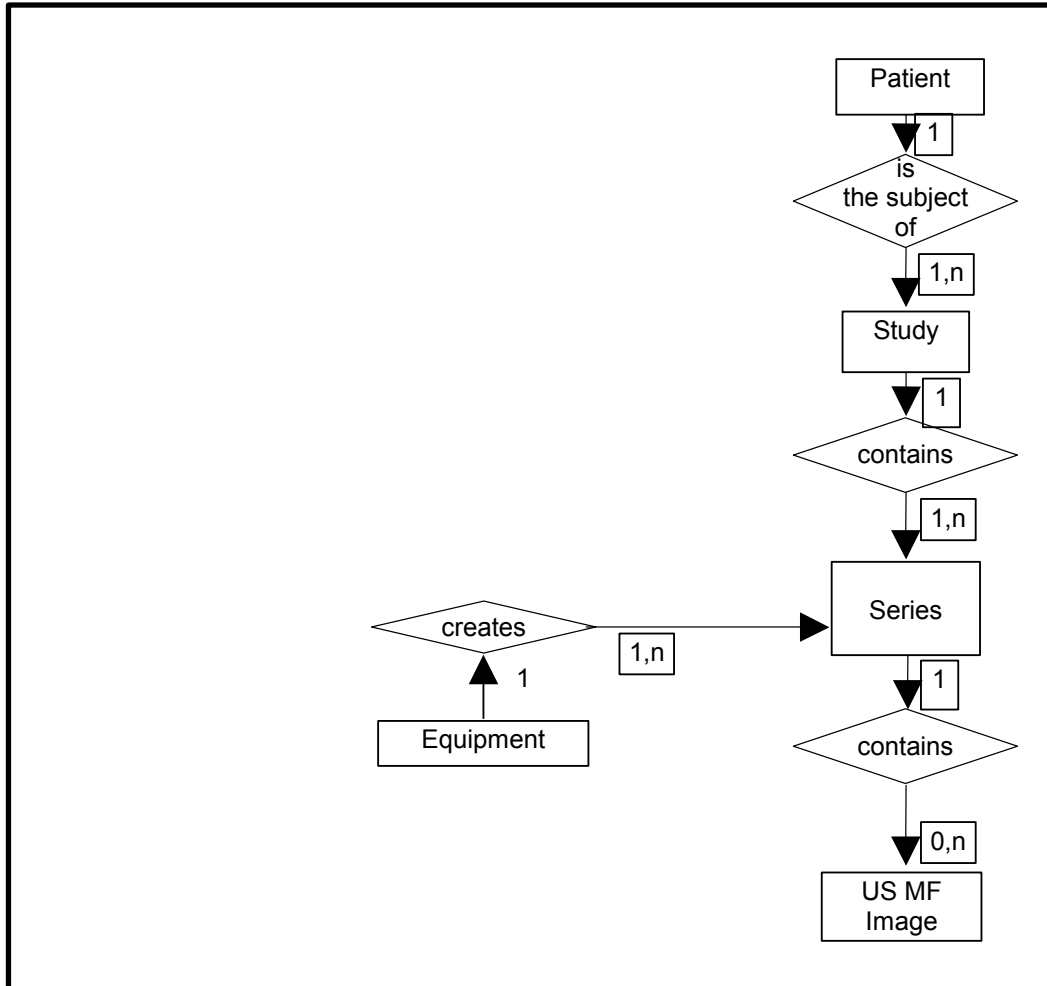 Patient
1
is
the subject
of
1,n
Study
1
contains
1,n
Series
creates
1,n
1
Equipment
1
contains
0,n
US MF
Image